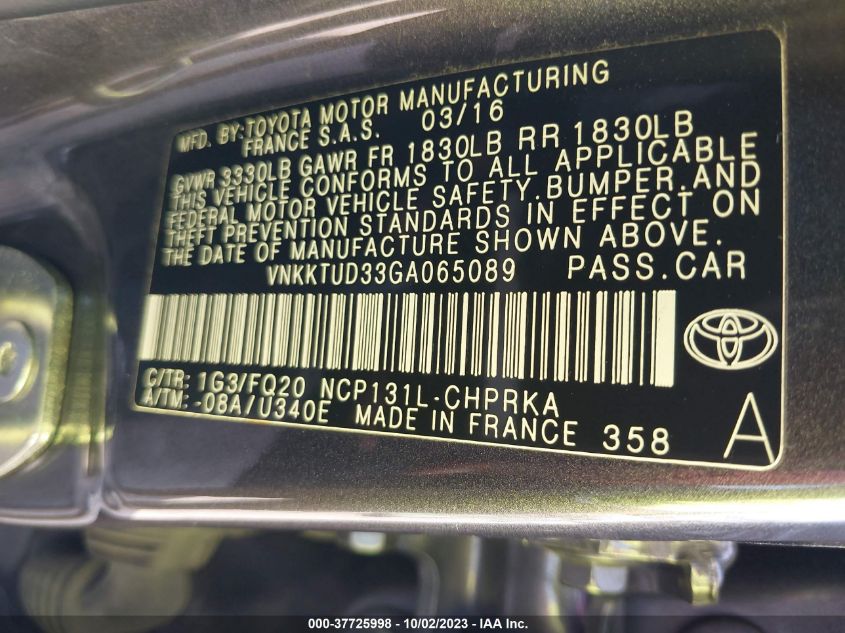 MFD. BY:TOYOTA MOTOR MANUFACTURING
FRANCE S.A.S. 03/16
GVWR 3330LB GAWR FR 1830LB RR 1830LB
THIS VEHICLE CONFORMS TO ALL APPLICABLE
FEDERAL MOTOR VEHICLE SAFETY,BUMPER,AND
THEFT PREVENTION STANDARDS IN EFFECT ON
THE DATE OF MANUFACTURE SHOWN ABOVE.
VNKKTUD33GA065089 PASS.CAR
C/TR: 1G3/FQ20 NCP131L-CHPRKA
A/TM: -08A/U340E MADE IN FRANCE 358 A
000-37725998 - 10/02/2023 - IAA Inc.